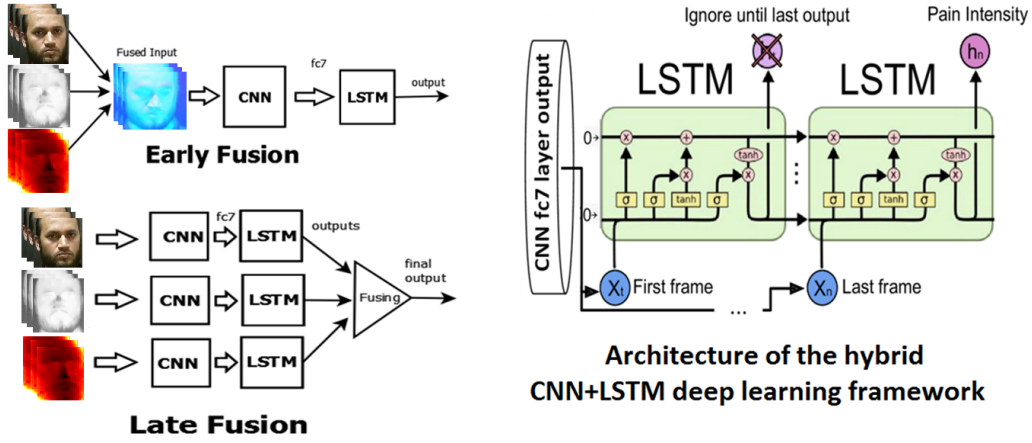 Fused Input
CNN
fc7
LSTM
output
Early Fusion
CNN
fc7
LSTM
outputs
CNN
LSTM
Fusing
final
output
CNN
LSTM
Late Fusion
Ignore until last output
Pain Intensity
hn
LSTM
LSTM
CNN fc7 layer output
0
x
+
tanh
x
x
σ
σ
tanh
σ
0
...
x
+
tanh
x
x
σ
σ
tanh
σ
Xt
First frame
...
Xn
Last frame
Architecture of the hybrid
CNN+LSTM deep learning framework